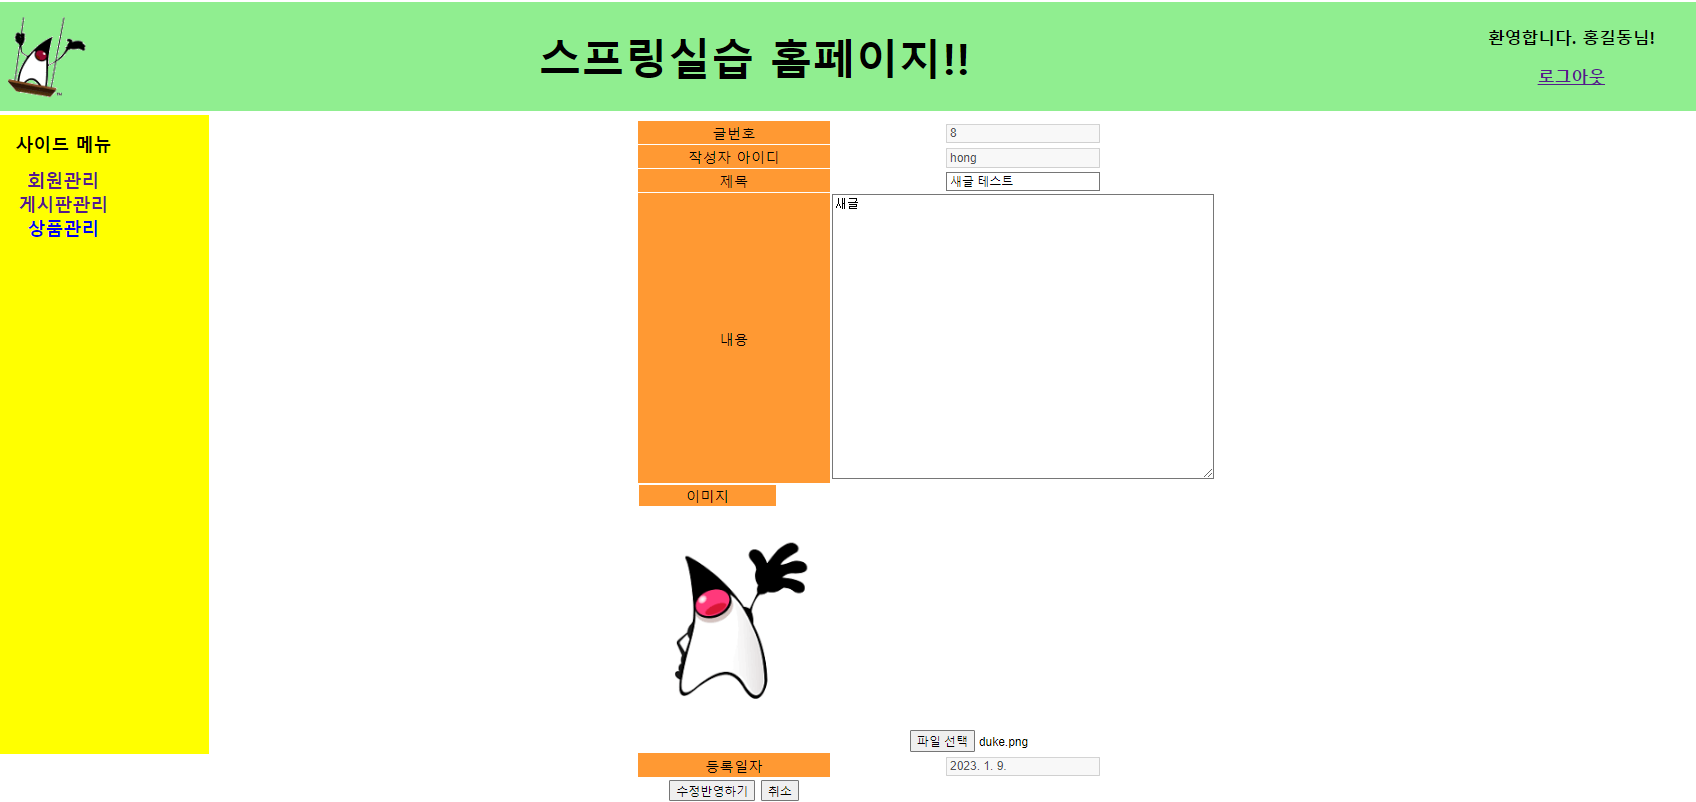 스프링실습 홈페이지!!
환영합니다. 홍길동님!
로그아웃
사이드 메뉴
회원관리
게시판관리
상품관리
글번호 8
작성자 아이디 hong
제목 새글 테스트
내용 새글
이미지
파일 선택 duke.png
등록일자 2023. 1. 9.
수정반영하기 취소